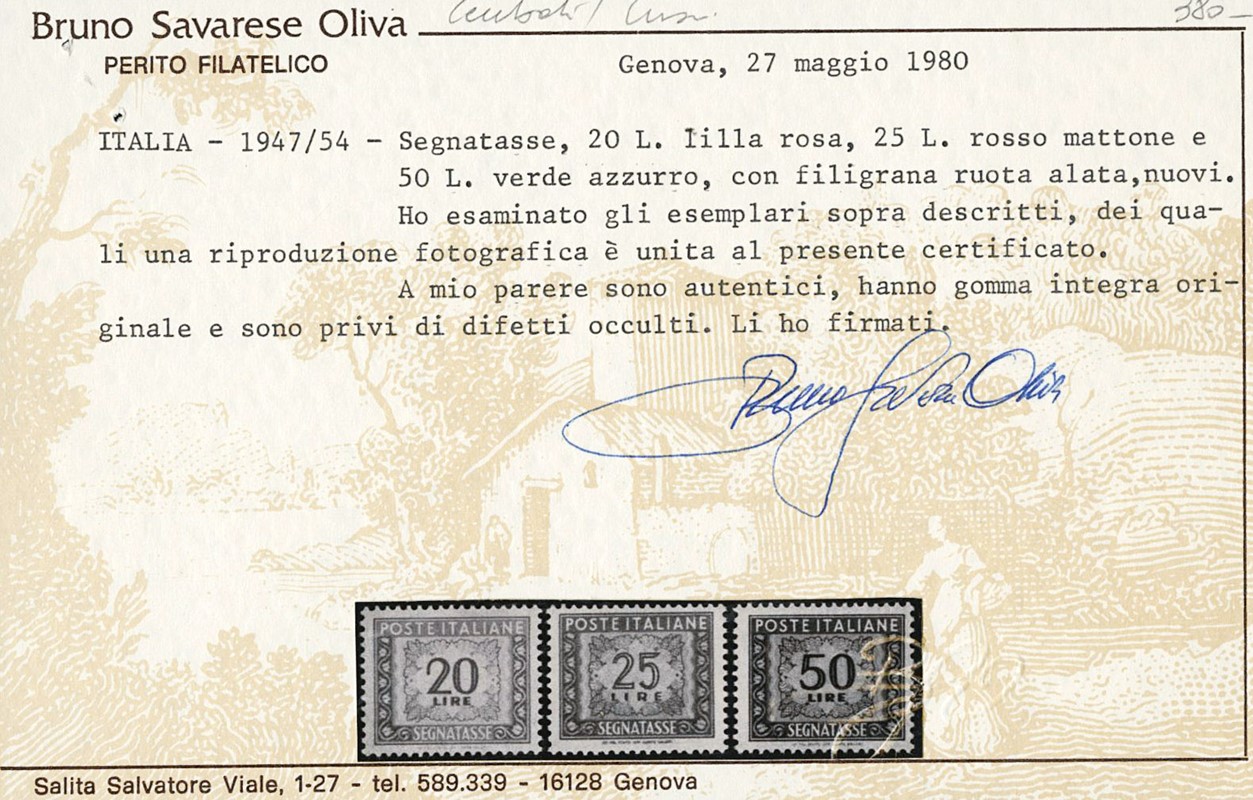 Bruno Savarese Oliva
380-
PERITO FILATELICO
Genova, 27 maggio 1980
ITALIA - 1947/54 - Segnatasse, 20 L. lilla rosa, 25 L. rosso mattone e
50 L. verde azzurro, con filigrana ruota alata,nuovi.
Ho esaminato gli esemplari sopra descritti, dei qua-
li una riproduzione fotografica è unita al presente certificato.
A mio parere sono autentici, hanno gomma integra ori-
ginale e sono privi di difetti occulti. Li ho firmati.
Bruno Savarese Oliva
POSTE ITALIANE
20
LIRE
SEGNATASSE
POSTE ITALIANE
25
LIRE
SEGNATASSE
POSTE ITALIANE
50
LIRE
SEGNATASSE
Salita Salvatore Viale, 1-27 - tel. 589.339 - 16128 Genova